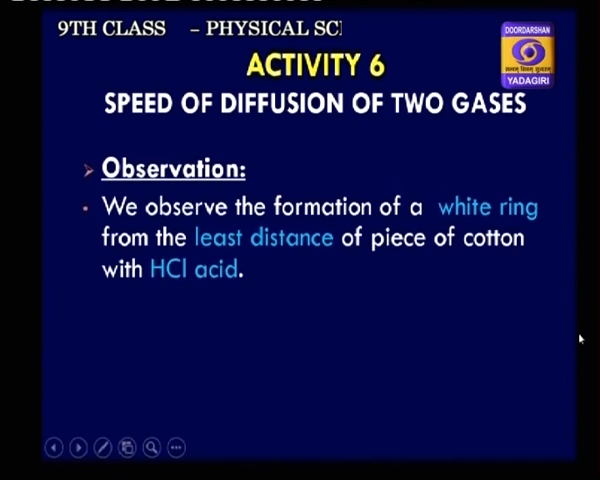 9TH CLASS – PHYSICAL SCI
DOORDARSHAN
ACTIVITY 6
YADAGIRI
SPEED OF DIFFUSION OF TWO GASES
➢ Observation:
• We observe the formation of a white ring
from the least distance of piece of cotton
with HCl acid.